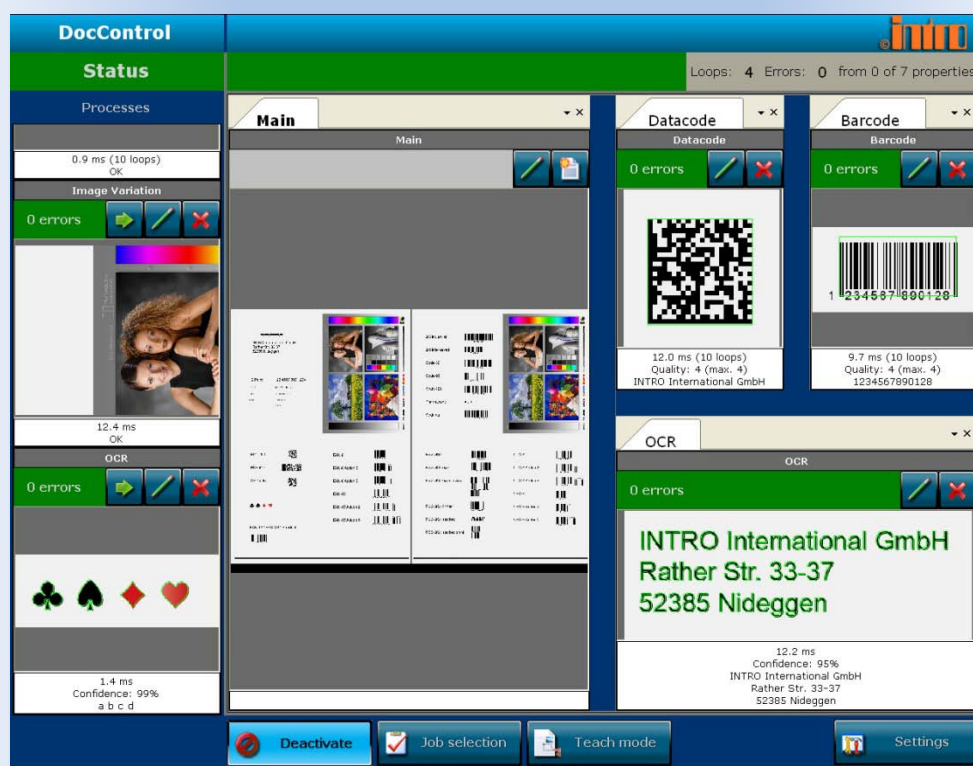 DocControl
©intro
Status
Loops: 4 Errors: 0 from 0 of 7 properties
Processes
0.9 ms (10 loops)
OK
Image Variation
0 errors
12.4 ms
OK
OCR
0 errors
1.4 ms
Confidence: 99%
a b c d
Main
Main
Datacode
Datacode
0 errors
12.0 ms (10 loops)
Quality: 4 (max. 4)
INTRO International GmbH
Barcode
Barcode
0 errors
1 234567 890128
9.7 ms (10 loops)
Quality: 4 (max. 4)
1234567890128
OCR
OCR
0 errors
INTRO International GmbH
Rather Str. 33-37
52385 Nideggen
12.2 ms
Confidence: 95%
INTRO International GmbH
Rather Str. 33-37
52385 Nideggen
Deactivate
Job selection
Teach mode
Settings